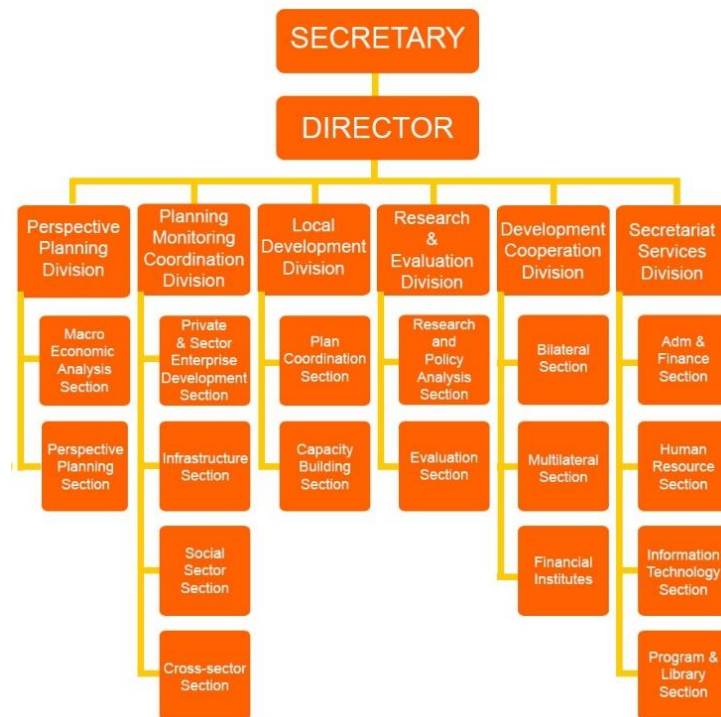 SECRETARY
DIRECTOR
Perspective
Planning
Division
Planning
Monitoring
Coordination
Division
Local
Development
Division
Research
&
Evaluation
Division
Development
Cooperation
Division
Secretariat
Services
Division
Macro
Economic
Analysis
Section
Perspective
Planning
Section
Private
& Sector
Enterprise
Development
Section
Infrastructure
Section
Social
Sector
Section
Cross-sector
Section
Plan
Coordination
Section
Capacity
Building
Section
Research
and
Policy
Analysis
Section
Evaluation
Section
Bilateral
Section
Multilateral
Section
Financial
Institutes
Adm &
Finance
Section
Human
Resource
Section
Information
Technology
Section
Program &
Library
Section